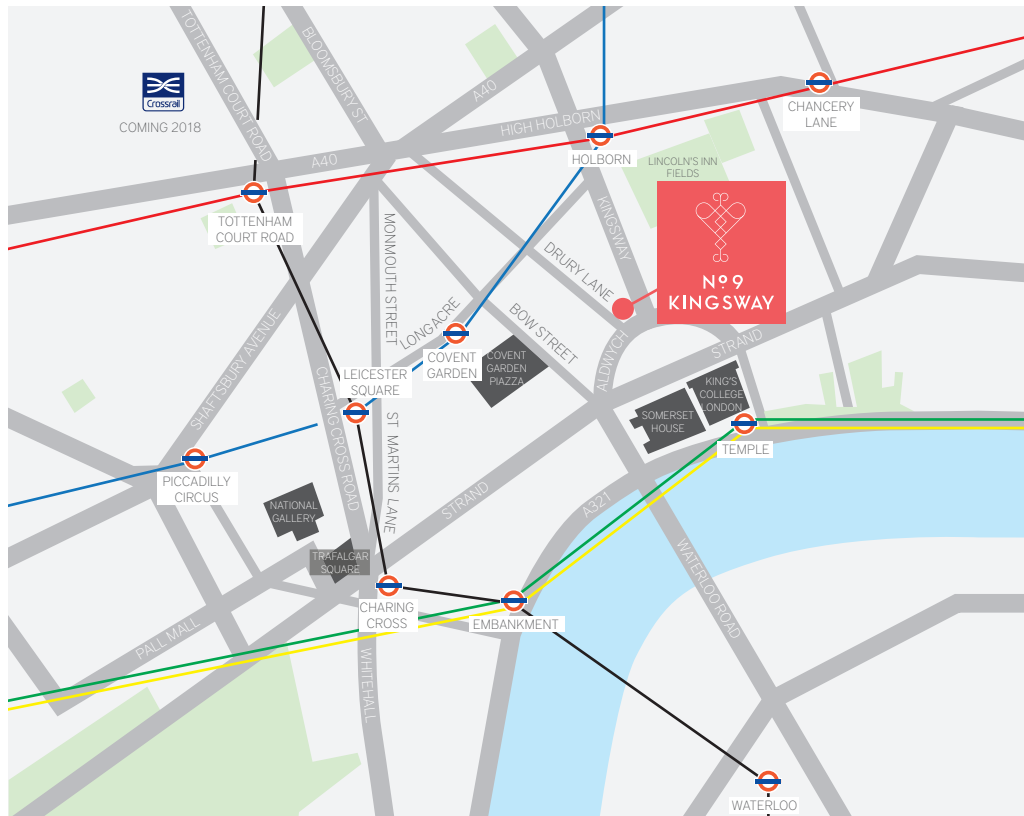 TOTTENHAM COURT ROAD
BLOOMSBURY ST
Crossrail
COMING 2018
A40
A40
HIGH HOLBORN
CHANCERY
LANE
HOLBORN
LINCOLN'S INN
FIELDS
TOTTENHAM
COURT ROAD
MONMOUTH STREET
KINGSWAY
DRURY LANE
Nº9
KINGSWAY
LONGACRE
BOW STREET
ALDWYCH
STRAND
SHAFTSBURY AVENUE
COVENT
GARDEN
COVENT
GARDEN
PIAZZA
LEICESTER
SQUARE
CHARING CROSS ROAD
ST MARTINS LANE
KING'S
COLLEGE
LONDON
SOMERSET
HOUSE
TEMPLE
PICCADILLY
CIRCUS
NATIONAL
GALLERY
STRAND
A321
TRAFALGAR
SQUARE
WATERLOO ROAD
CHARING
CROSS
EMBANKMENT
PALL MALL
WHITEHALL
WATERLOO